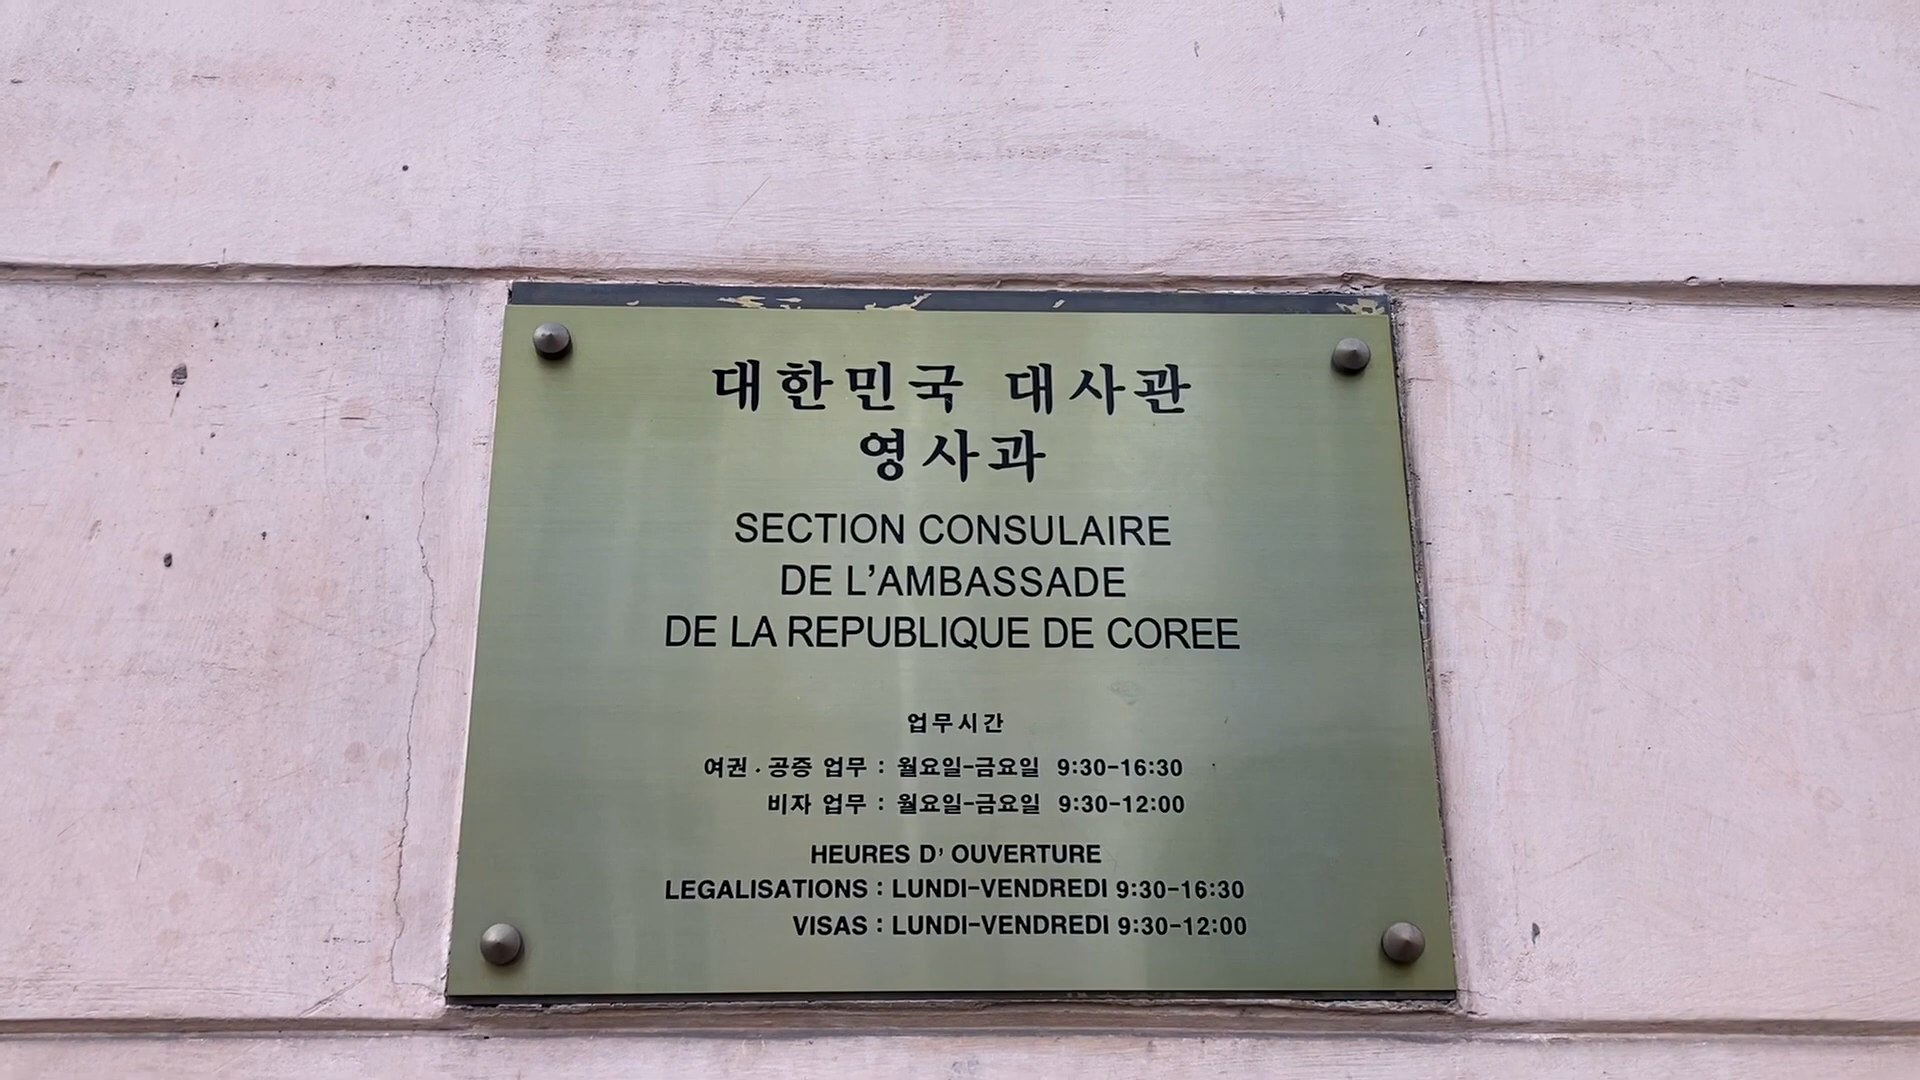 대한민국 대사관
영사과
SECTION CONSULAIRE
DE L'AMBASSADE
DE LA REPUBLIQUE DE COREE
업무시간
여권 · 공증 업무 : 월요일-금요일 9:30-16:30
비자 업무 : 월요일-금요일 9:30-12:00
HEURES D' OUVERTURE
LEGALISATIONS : LUNDI-VENDREDI 9:30-16:30
VISAS : LUNDI-VENDREDI 9:30-12:00